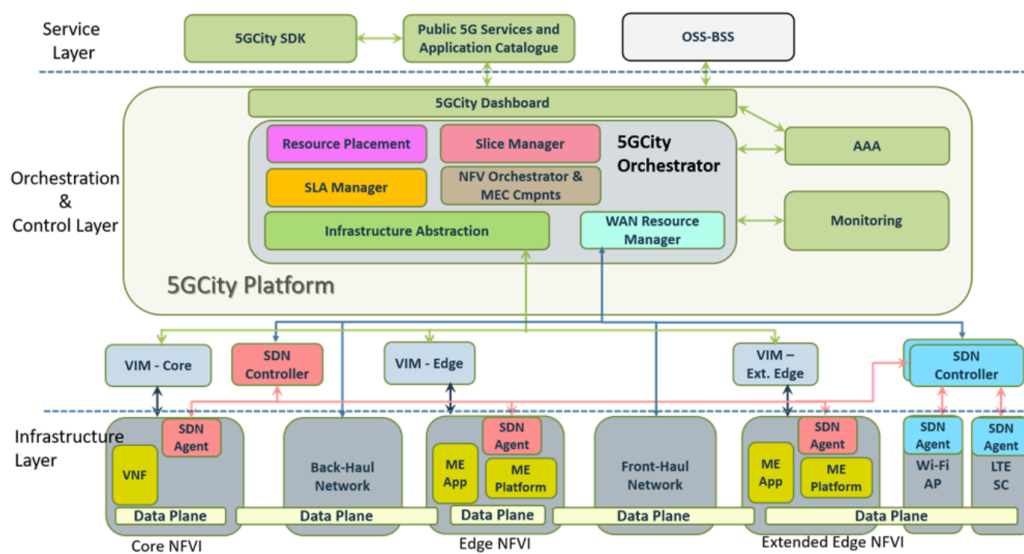 Service
Layer
5GCity SDK
Public 5G Services and
Application Catalogue
OSS-BSS
Orchestration
&
Control Layer
5GCity Dashboard
Resource Placement
Slice Manager
5GCity
Orchestrator
SLA Manager
NFV Orchestrator &
MEC Cmpnts
Infrastructure Abstraction
WAN Resource
Manager
AAA
Monitoring
5GCity Platform
VIM - Core
SDN
Controller
VIM - Edge
VIM –
Ext. Edge
SDN
Controller
Infrastructure
Layer
SDN
Agent
VNF
Data Plane
Core NFVI
Back-Haul
Network
Data Plane
SDN
Agent
ME
App
ME
Platform
Data Plane
Edge NFVI
Front-Haul
Network
Data Plane
SDN
Agent
ME
App
ME
Platform
SDN
Agent
Wi-Fi
AP
SDN
Agent
LTE
SC
Data Plane
Extended Edge NFVI